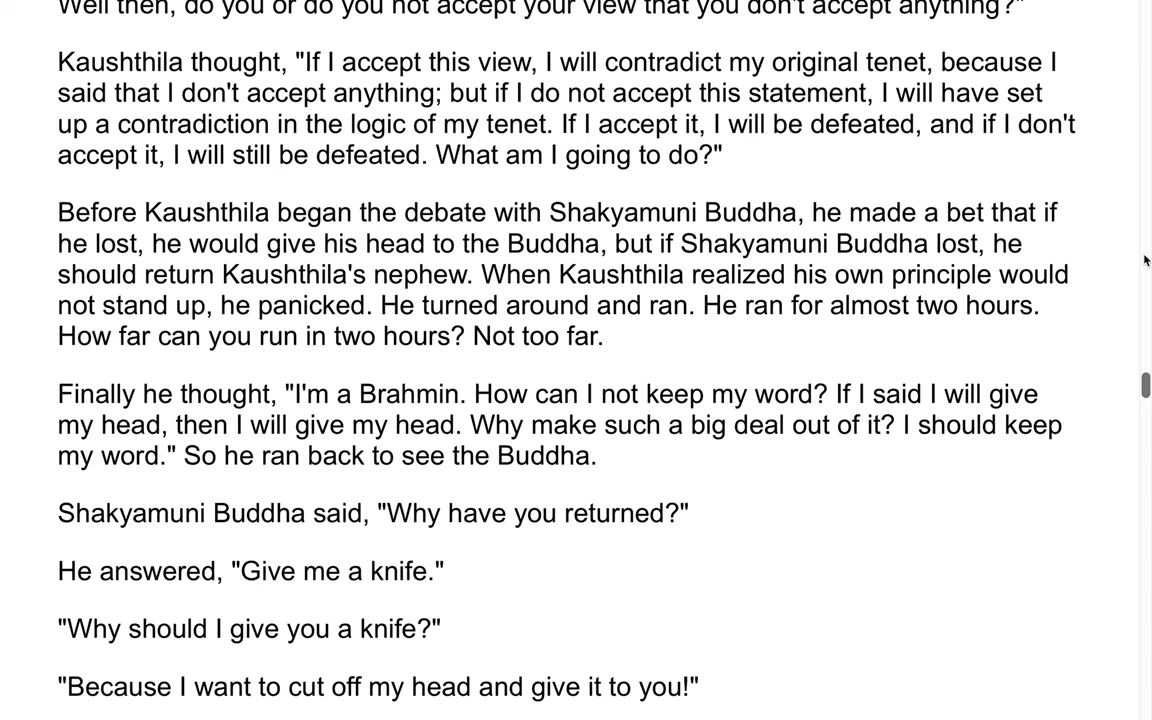 Well then, do you or do you not accept your view that you don't accept anything?"
Kaushthila thought, "If I accept this view, I will contradict my original tenet, because I
said that I don't accept anything; but if I do not accept this statement, I will have set
up a contradiction in the logic of my tenet. If I accept it, I will be defeated, and if I don't
accept it, I will still be defeated. What am I going to do?"
Before Kaushthila began the debate with Shakyamuni Buddha, he made a bet that if
he lost, he would give his head to the Buddha, but if Shakyamuni Buddha lost, he
should return Kaushthila's nephew. When Kaushthila realized his own principle would
not stand up, he panicked. He turned around and ran. He ran for almost two hours.
How far can you run in two hours? Not too far.
Finally he thought, "I'm a Brahmin. How can I not keep my word? If I said I will give
my head, then I will give my head. Why make such a big deal out of it? I should keep
my word." So he ran back to see the Buddha.
Shakyamuni Buddha said, "Why have you returned?"
He answered, "Give me a knife."
"Why should I give you a knife?"
"Because I want to cut off my head and give it to you!"